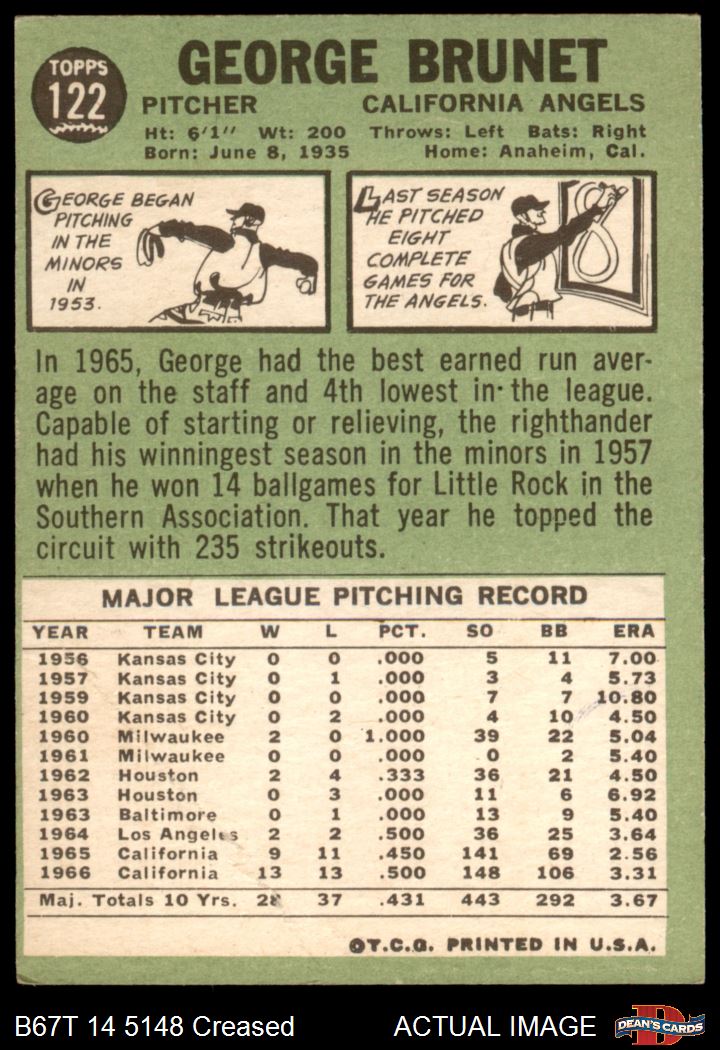 TOPPS
122
GEORGE BRUNET
PITCHER CALIFORNIA ANGELS
Ht: 6'1" Wt: 200 Throws: Left Bats: Right
Born: June 8, 1935 Home: Anaheim, Cal.
GEORGE BEGAN
PITCHING
IN THE
MINORS
IN
1953.
LAST SEASON
HE PITCHED
EIGHT
COMPLETE
GAMES FOR
THE ANGELS.
8
In 1965, George had the best earned run aver-
age on the staff and 4th lowest in the league.
Capable of starting or relieving, the righthander
had his winningest season in the minors in 1957
when he won 14 ballgames for Little Rock in the
Southern Association. That year he topped the
circuit with 235 strikeouts.
MAJOR LEAGUE PITCHING RECORD
YEAR TEAM W L PCT. SO BB ERA
1956 Kansas City 0 0 .000 5 11 7.00
1957 Kansas City 0 1 .000 3 4 5.73
1959 Kansas City 0 0 .000 7 7 10.80
1960 Kansas City 0 2 .000 4 10 4.50
1960 Milwaukee 2 0 1.000 39 22 5.04
1961 Milwaukee 0 0 .000 0 2 5.40
1962 Houston 2 4 .333 36 21 4.50
1963 Houston 0 3 .000 11 6 6.92
1963 Baltimore 0 1 .000 13 9 5.40
1964 Los Angeles 2 2 .500 36 25 3.64
1965 California 9 11 .450 141 69 2.56
1966 California 13 13 .500 148 106 3.31
Maj. Totals 10 Yrs. 28 37 .431 443 292 3.67
©T.C.G. PRINTED IN U.S.A.
B67T 14 5148 Creased ACTUAL IMAGE
D
DEAN'S CARDS